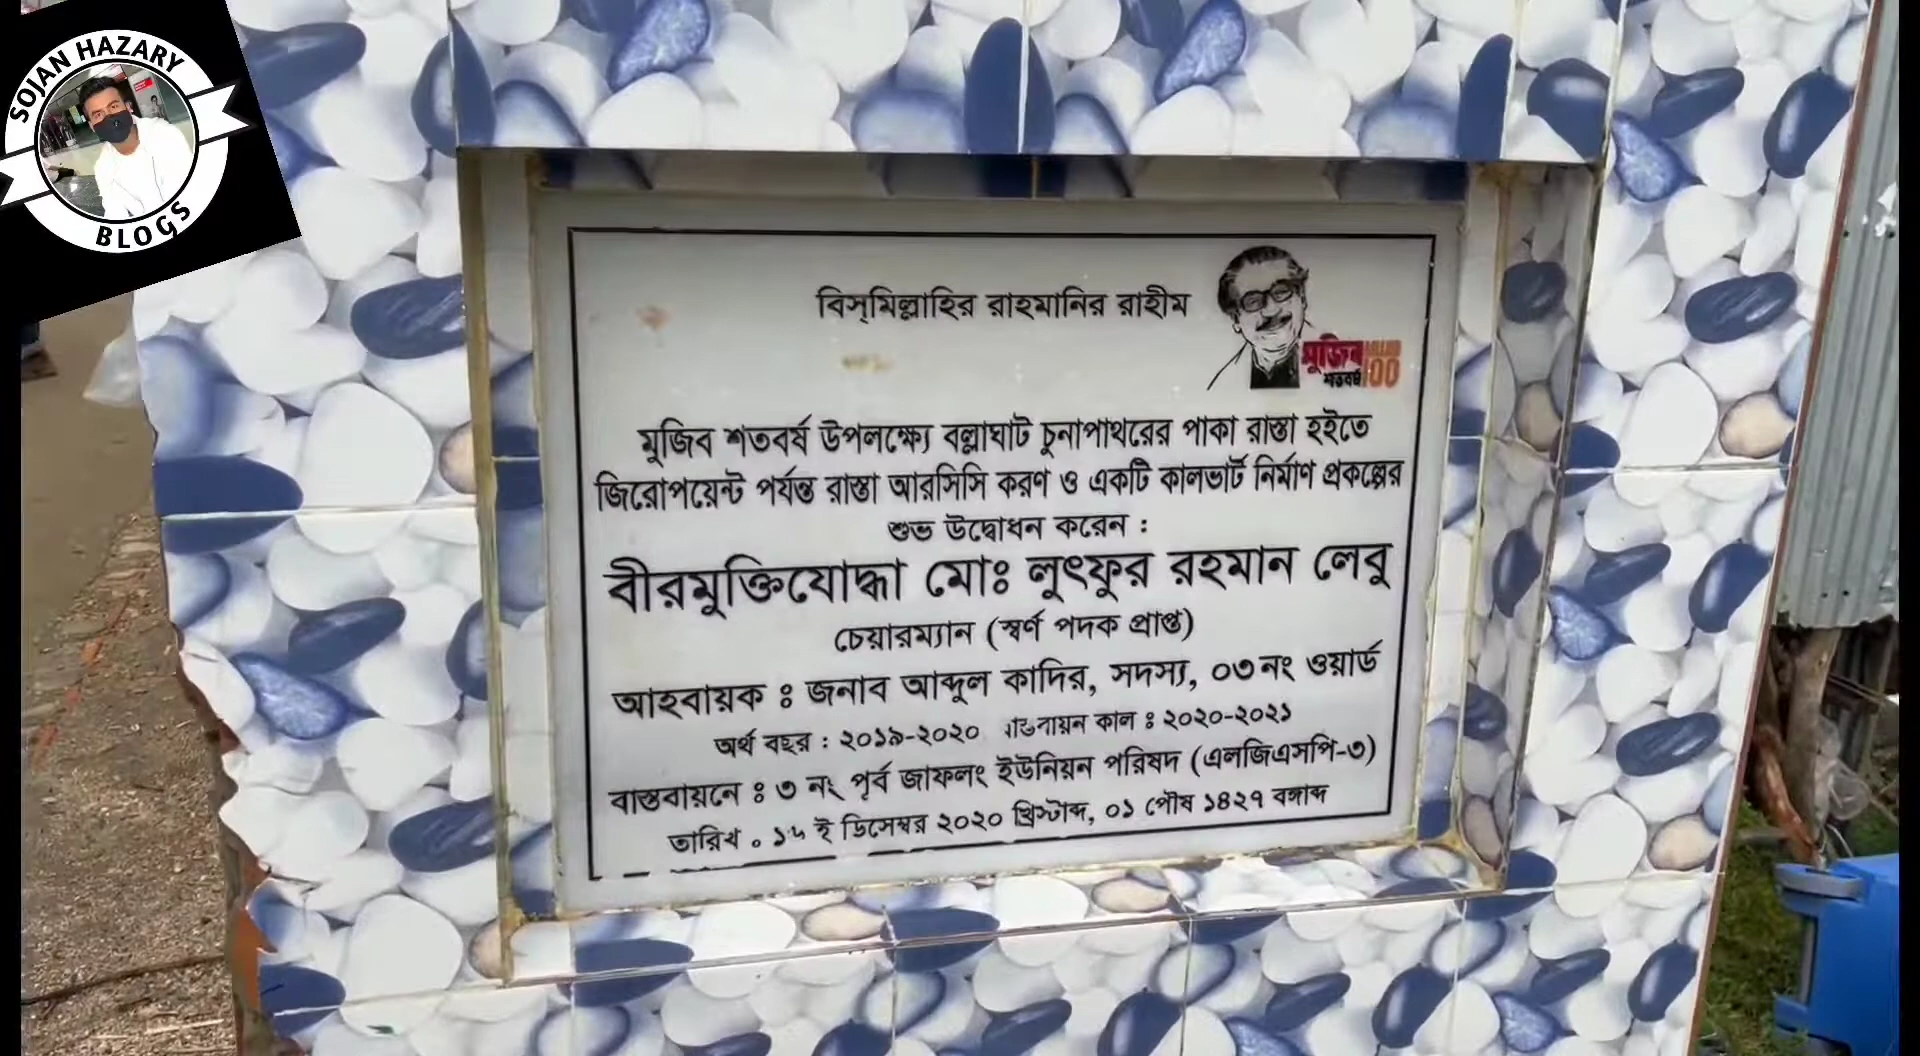 SOJAN HAZARY
BLOGS
বিস্‌মিল্লাহির রাহমানির রাহীম
মুজিব
শতবর্ষ 100
মুজিব শতবর্ষ উপলক্ষ্যে বল্লাঘাট চুনাপাথরের পাকা রাস্তা হইতে
জিরোপয়েন্ট পর্যন্ত রাস্তা আরসিসি করণ ও একটি কালভার্ট নির্মাণ প্রকল্পের
শুভ উদ্বোধন করেন :
বীরমুক্তিযোদ্ধা মোঃ লুৎফুর রহমান লেবু
চেয়ারম্যান (স্বর্ণ পদক প্রাপ্ত)
আহবায়ক ঃ জনাব আব্দুল কাদির, সদস্য, ০৩নং ওয়ার্ড
অর্থ বছর : ২০১৯-২০২০ কাল ঃ ২০২০-২০২১
বাস্তবায়নে ঃ ৩ নং পূর্ব জাফলং ইউনিয়ন পরিষদ (এলজিএসপি-৩)
তারিখ ই ডিসেম্বর ২০২০ খ্রিস্টাব্দ, ০১ পৌষ ১৪২৭ বঙ্গাব্দ